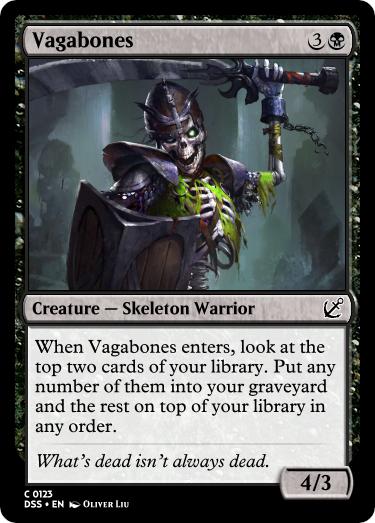 Vagabones 3
Creature — Skeleton Warrior
When Vagabones enters, look at the
top two cards of your library. Put any
number of them into your graveyard
and the rest on top of your library in
any order.
What's dead isn't always dead.
4/3
C 0123
DSS • EN Oliver Liu